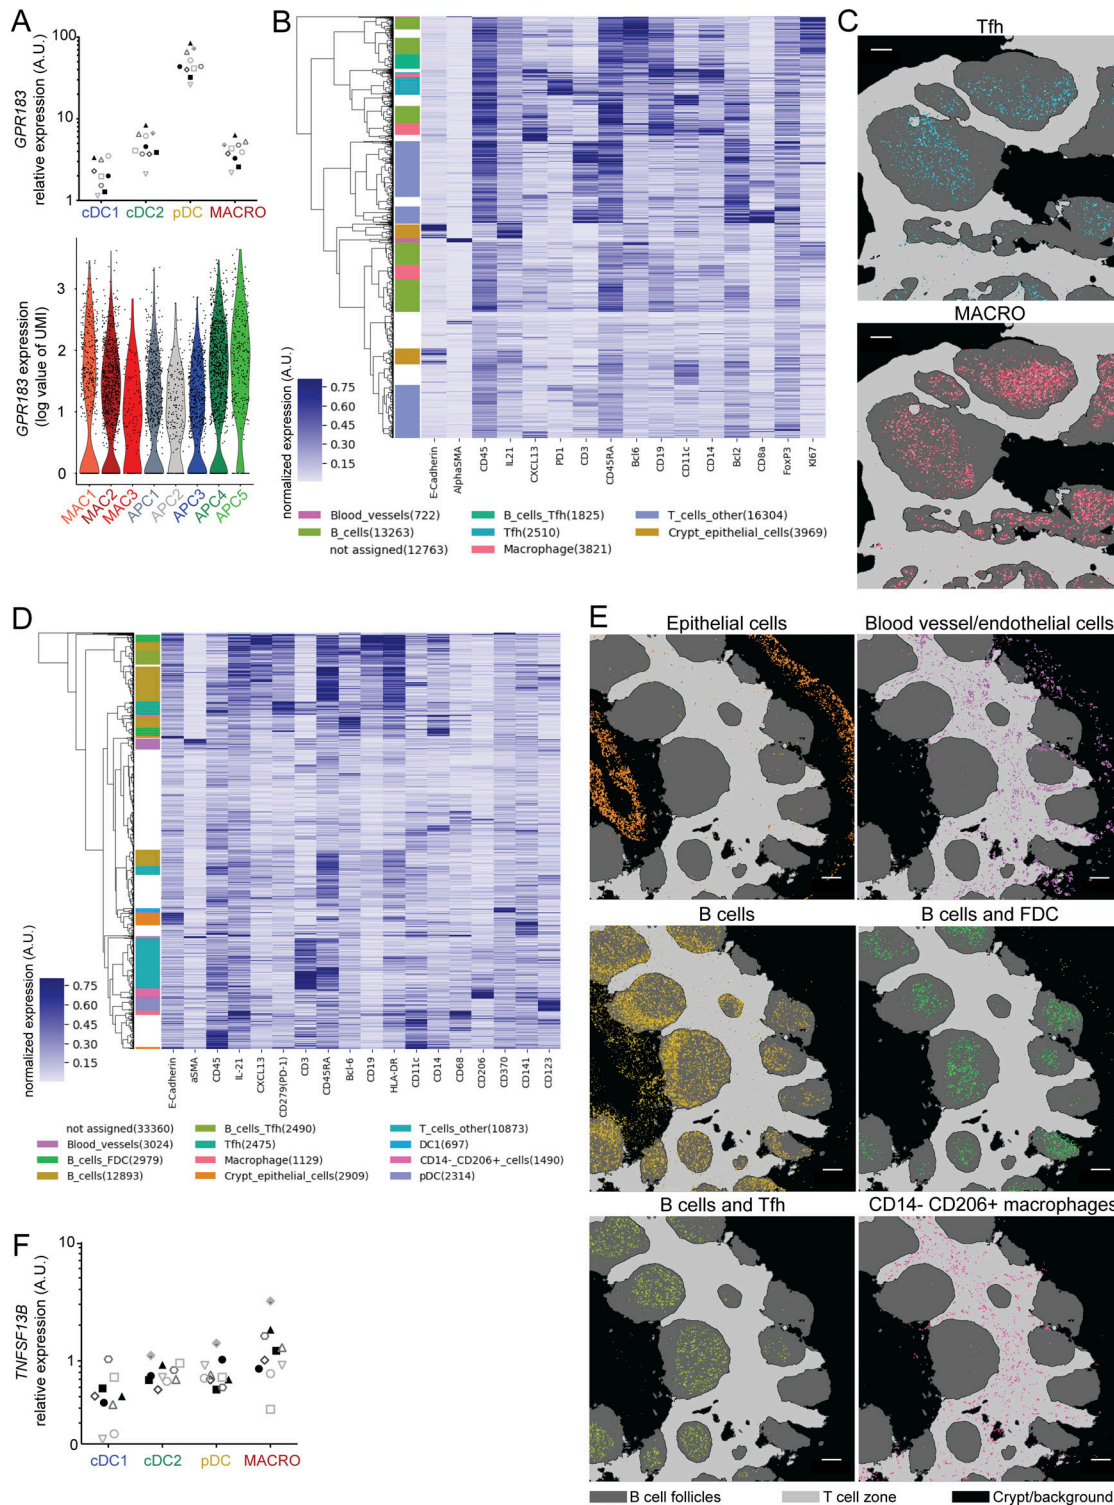 A
GPR183
relative expression (A.U.)
100
10
1
cDC1 cDC2 pDC MACRO
GPR183 expression
(log value of UMI)
3
2
1
0
MAC1 MAC2 MAC3 APC1 APC2 APC3 APC4 APC5
B
normalized expression (A.U.)
0.75
0.60
0.45
0.30
0.15
E-Cadherin AlphaSMA CD45 IL21 CXCL13 PD1 CD3 CD45RA Bcl6 CD19 CD11c CD14 Bcl2 CD8a FoxP3 KI67
Blood_vessels(722) B_cells_Tfh(1825) T_cells_other(16304)
B_cells(13263) Tfh(2510) Crypt_epithelial_cells(3969)
not assigned(12763) Macrophage(3821)
C
Tfh
MACRO
D
normalized expression (A.U.)
0.75
0.60
0.45
0.30
0.15
E-Cadherin aSMA CD45 IL-21 CXCL13 CD279(PD-1) CD3 CD45RA Bcl-6 CD19 HLA-DR CD11c CD14 CD68 CD206 CD370 CD141 CD123
not assigned(33360) B_cells_Tfh(2490) T_cells_other(10873)
Blood_vessels(3024) Tfh(2475) DC1(697)
B_cells_FDC(2979) Macrophage(1129) CD14-_CD206+_cells(1490)
B_cells(12893) Crypt_epithelial_cells(2909) pDC(2314)
E
Epithelial cells Blood vessel/endothelial cells
B cells B cells and FDC
B cells and Tfh CD14- CD206+ macrophages
B cell follicles T cell zone Crypt/background
F
TNFSF13B
relative expression (A.U.)
10
1
0
cDC1 cDC2 pDC MACRO